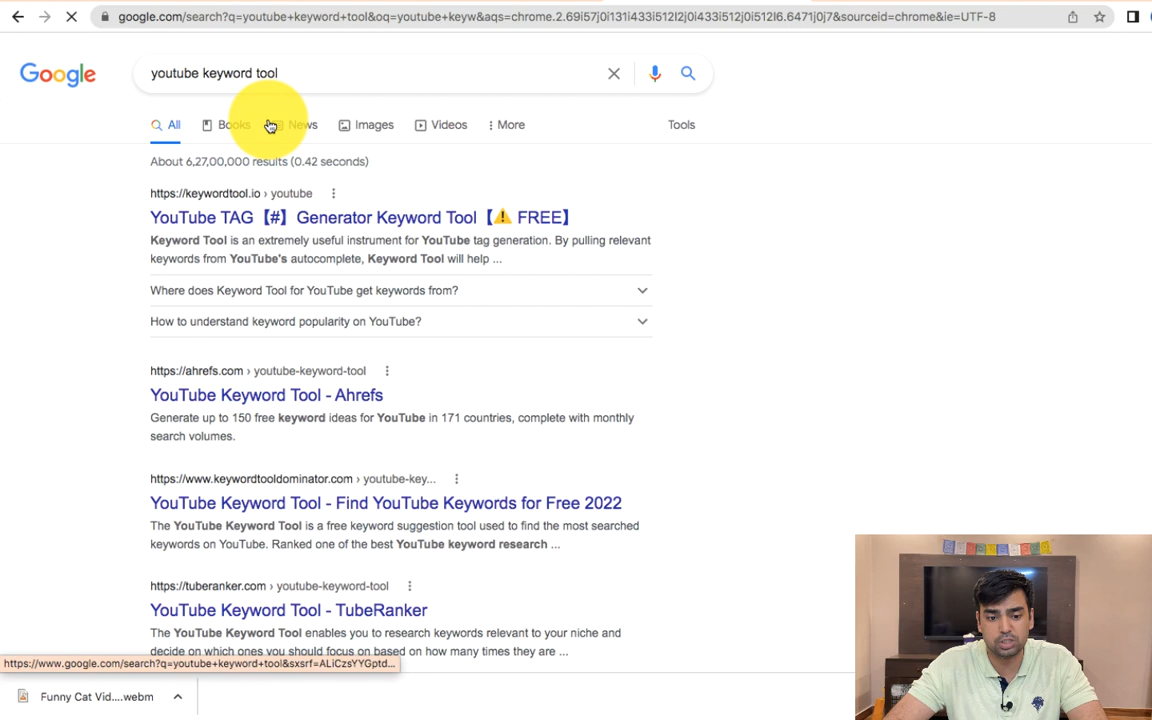 google.com/search?q=youtube+keyword+tool&oq=youtube+keyw&aqs=chrome.2.69i57j0i131i433i512l2j0i433i512j0i512l6.6471j0j7&sourceid=chrome&ie=UTF-8
Google
youtube keyword tool
All Books News Images Videos More Tools
About 6,27,00,000 results (0.42 seconds)
https://keywordtool.io › youtube
YouTube TAG【#】Generator Keyword Tool【⚠️ FREE】
Keyword Tool is an extremely useful instrument for YouTube tag generation. By pulling relevant
keywords from YouTube's autocomplete, Keyword Tool will help ...
Where does Keyword Tool for YouTube get keywords from?
How to understand keyword popularity on YouTube?
https://ahrefs.com › youtube-keyword-tool
YouTube Keyword Tool - Ahrefs
Generate up to 150 free keyword ideas for YouTube in 171 countries, complete with monthly
search volumes.
https://www.keywordtooldominator.com › youtube-key...
YouTube Keyword Tool - Find YouTube Keywords for Free 2022
The YouTube Keyword Tool is a free keyword suggestion tool used to find the most searched
keywords on YouTube. Ranked one of the best YouTube keyword research ...
https://tuberanker.com › youtube-keyword-tool
YouTube Keyword Tool - TubeRanker
The YouTube Keyword Tool enables you to research keywords relevant to your niche and
decide on which ones you should focus on based on how many times they are ...
https://www.google.com/search?q=youtube+keyword+tool&sxsrf=ALiCzsYYGptd...
Funny Cat Vid....webm